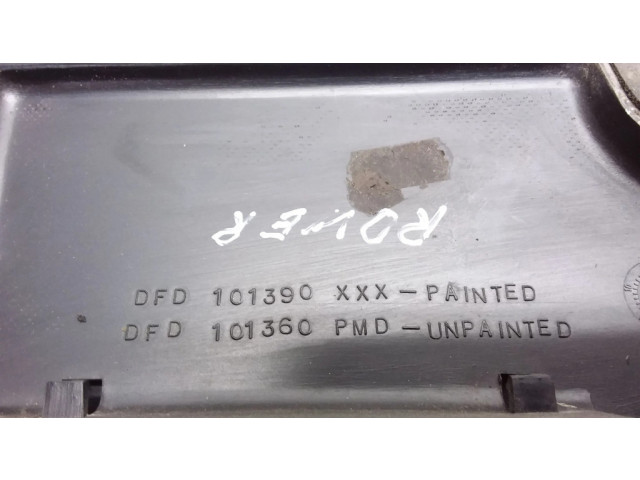 ROVER
DFD 101390 XXX-PAINTED
DFD 101360 PMD-UNPAINTED